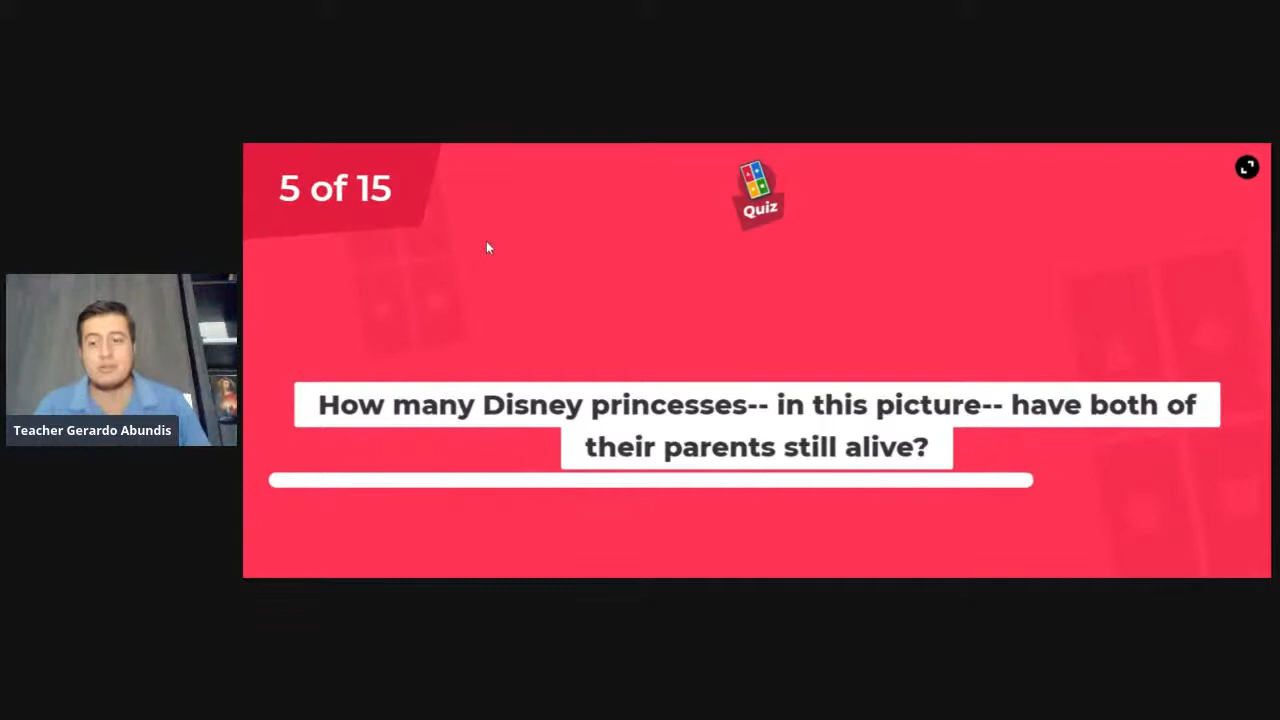 5 of 15
Quiz
How many Disney princesses-- in this picture-- have both of
their parents still alive?
Teacher Gerardo Abundis